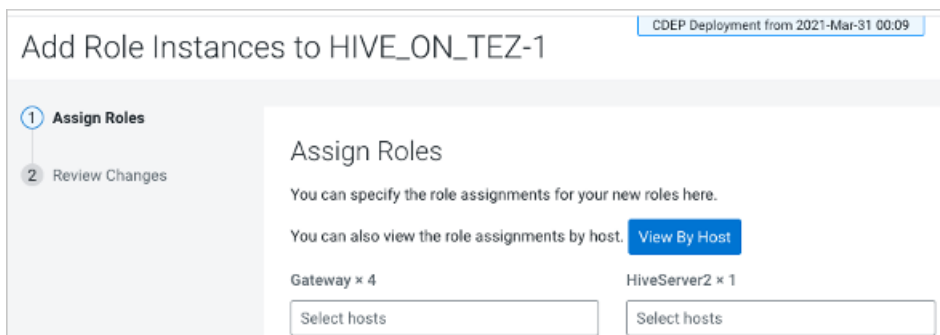 CDEP Deployment from 2021-Mar-31 00:09
Add Role Instances to HIVE_ON_TEZ-1
1 Assign Roles
2 Review Changes
Assign Roles
You can specify the role assignments for your new roles here.
You can also view the role assignments by host. View By Host
Gateway × 4 HiveServer2 × 1
Select hosts Select hosts